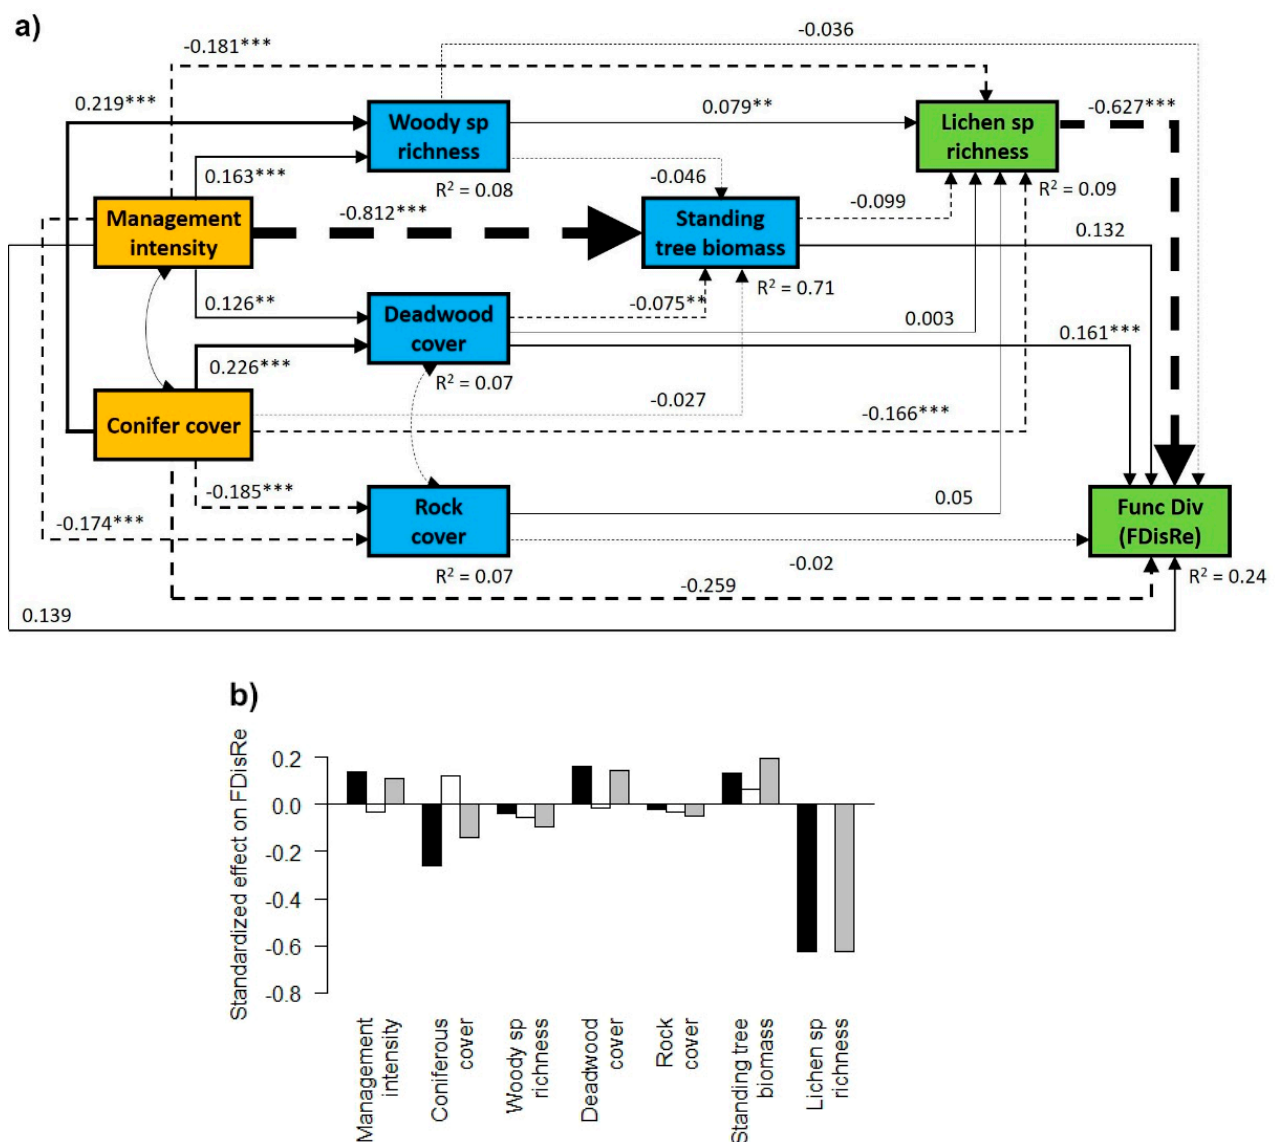 a)
-0.181***
-0.036
0.219***
Woody sp
richness
0.079**
Lichen sp
richness
-0.627***
0.163***
R² = 0.08
-0.046
R² = 0.09
Management
intensity
-0.812***
Standing
tree biomass
-0.099
0.132
R² = 0.71
0.126**
Deadwood
cover
-0.075**
0.003
0.161***
0.226***
R² = 0.07
Conifer cover
-0.027
-0.166***
-0.185***
Rock
cover
0.05
Func Div
(FDisRe)
-0.174***
-0.02
R² = 0.07
-0.259
R² = 0.24
0.139
b)
Standardized effect on FDisRe
0.2
0.0
-0.2
-0.4
-0.6
-0.8
Management
intensity
Coniferous
cover
Woody sp
richness
Deadwood
cover
Rock
cover
Standing tree
biomass
Lichen sp
richness